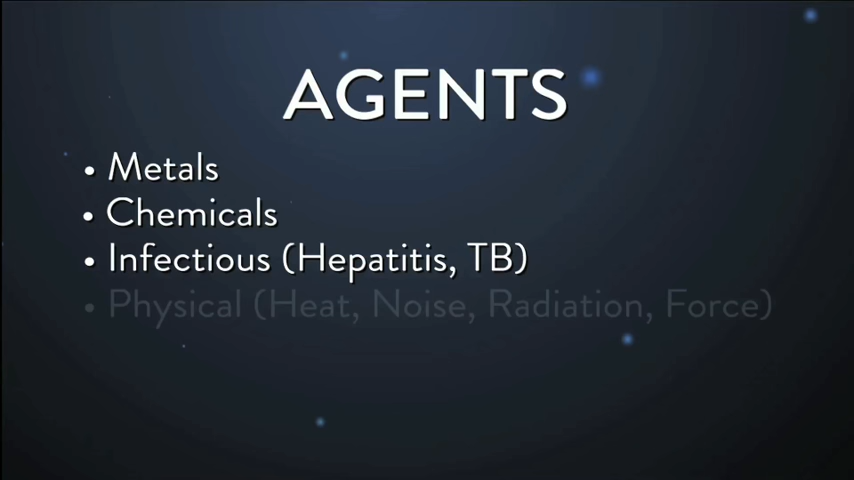 AGENTS
• Metals
• Chemicals
• Infectious (Hepatitis, TB)
• Physical (Heat, Noise, Radiation, Force)